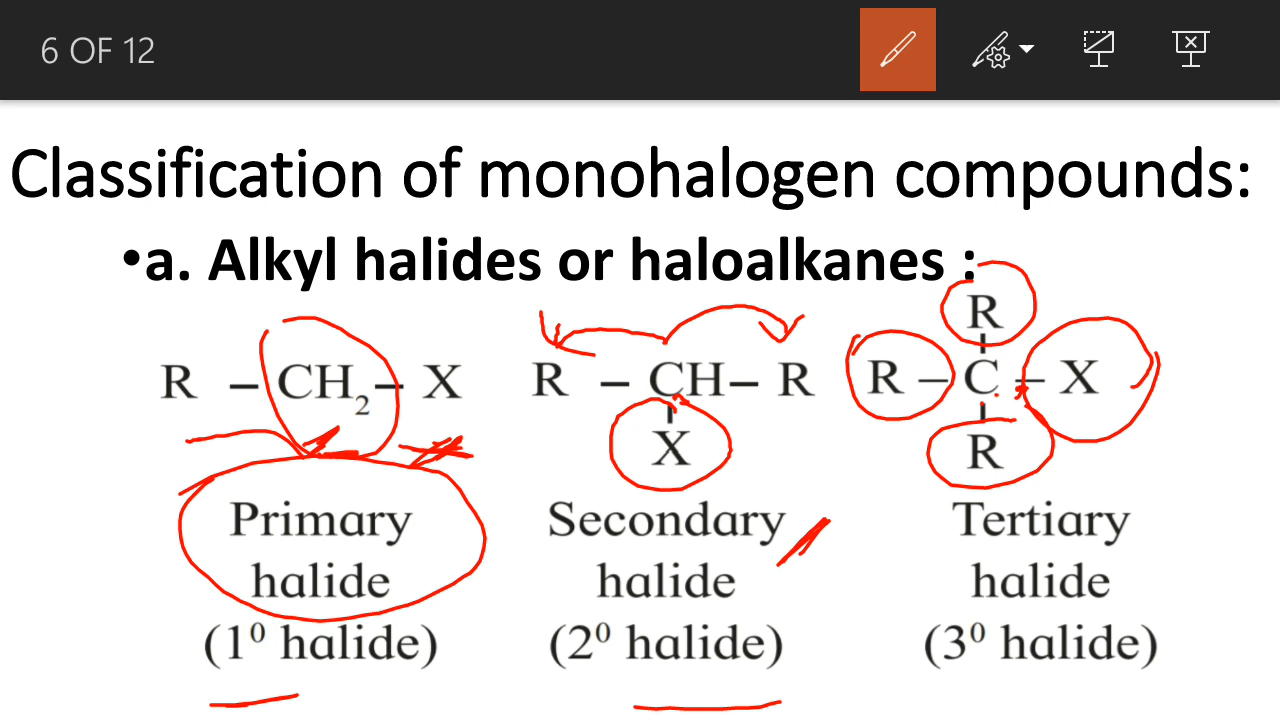 6 OF 12
Classification of monohalogen compounds:
•a. Alkyl halides or haloalkanes :
R – CH₂ – X
Primary
halide
(1⁰ halide)
R – CH – R
X
Secondary
halide
(2⁰ halide)
R
R – C – X
R
Tertiary
halide
(3⁰ halide)